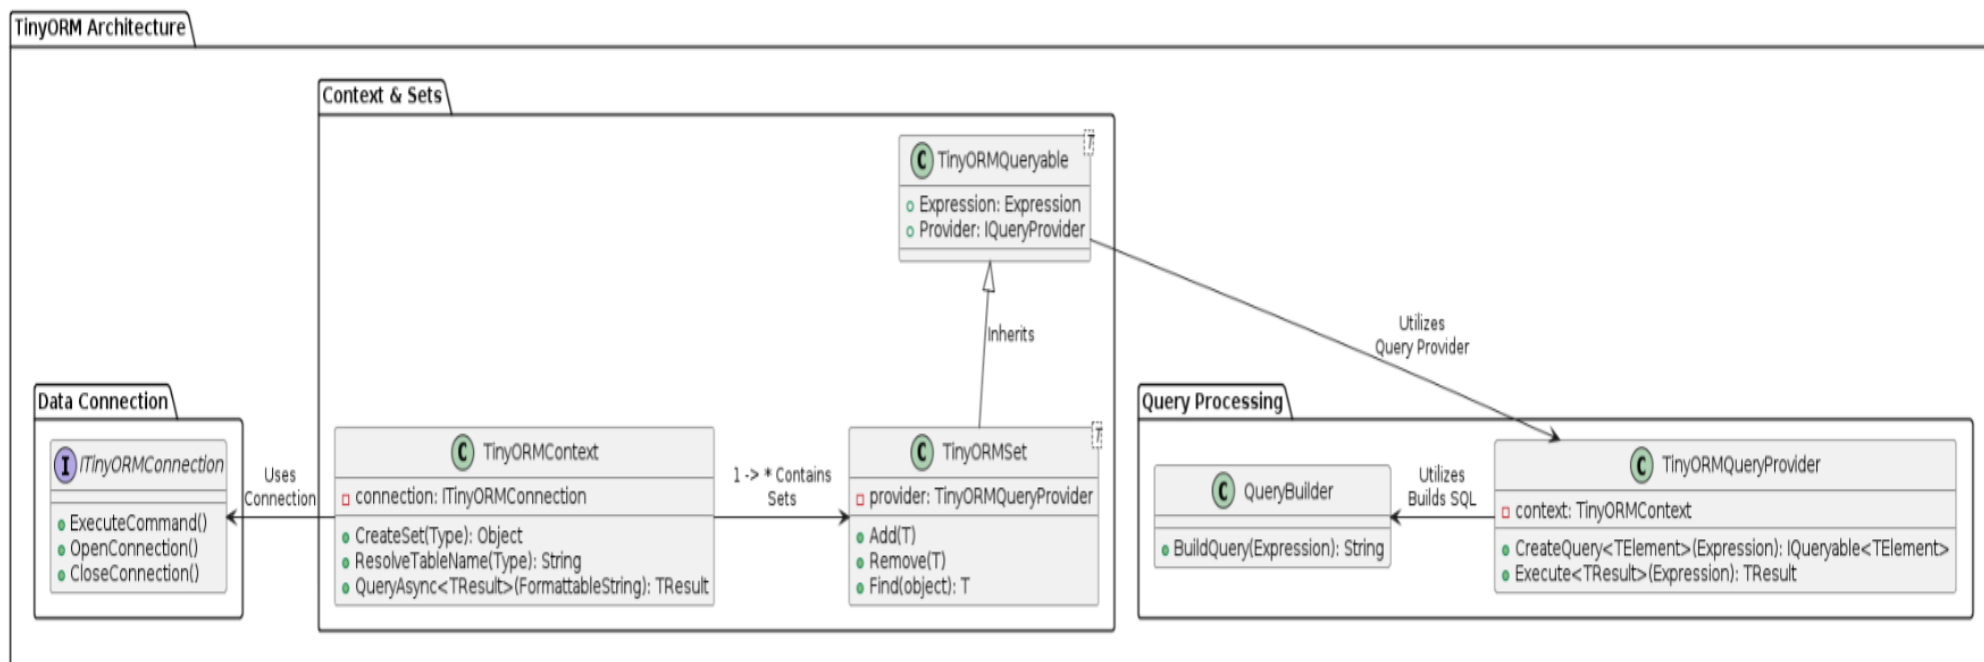 TinyORM Architecture
Context & Sets
C TinyORMQueryable
T
Expression: Expression
Provider: IQueryProvider
Inherits
Utilizes
Query Provider
Data Connection
I ITinyORMConnection
ExecuteCommand()
OpenConnection()
CloseConnection()
Uses
Connection
C TinyORMContext
connection: ITinyORMConnection
CreateSet(Type): Object
ResolveTableName(Type): String
QueryAsync<TResult>(FormattableString): TResult
1 -> * Contains
Sets
C TinyORMSet
T
provider: TinyORMQueryProvider
Add(T)
Remove(T)
Find(object): T
Query Processing
C QueryBuilder
BuildQuery(Expression): String
Utilizes
Builds SQL
C TinyORMQueryProvider
context: TinyORMContext
CreateQuery<TElement>(Expression): IQueryable<TElement>
Execute<TResult>(Expression): TResult